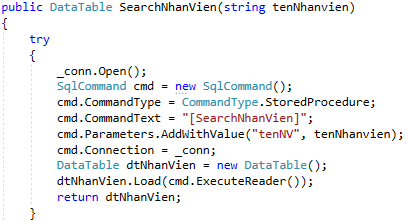 public DataTable SearchNhanVien(string tenNhanvien)
{
    try
    {
        _conn.Open();
        SqlCommand cmd = new SqlCommand();
        cmd.CommandType = CommandType.StoredProcedure;
        cmd.CommandText = "[SearchNhanVien]";
        cmd.Parameters.AddWithValue("tenNV", tenNhanvien);
        cmd.Connection = _conn;
        DataTable dtNhanVien = new DataTable();
        dtNhanVien.Load(cmd.ExecuteReader());
        return dtNhanVien;
    }